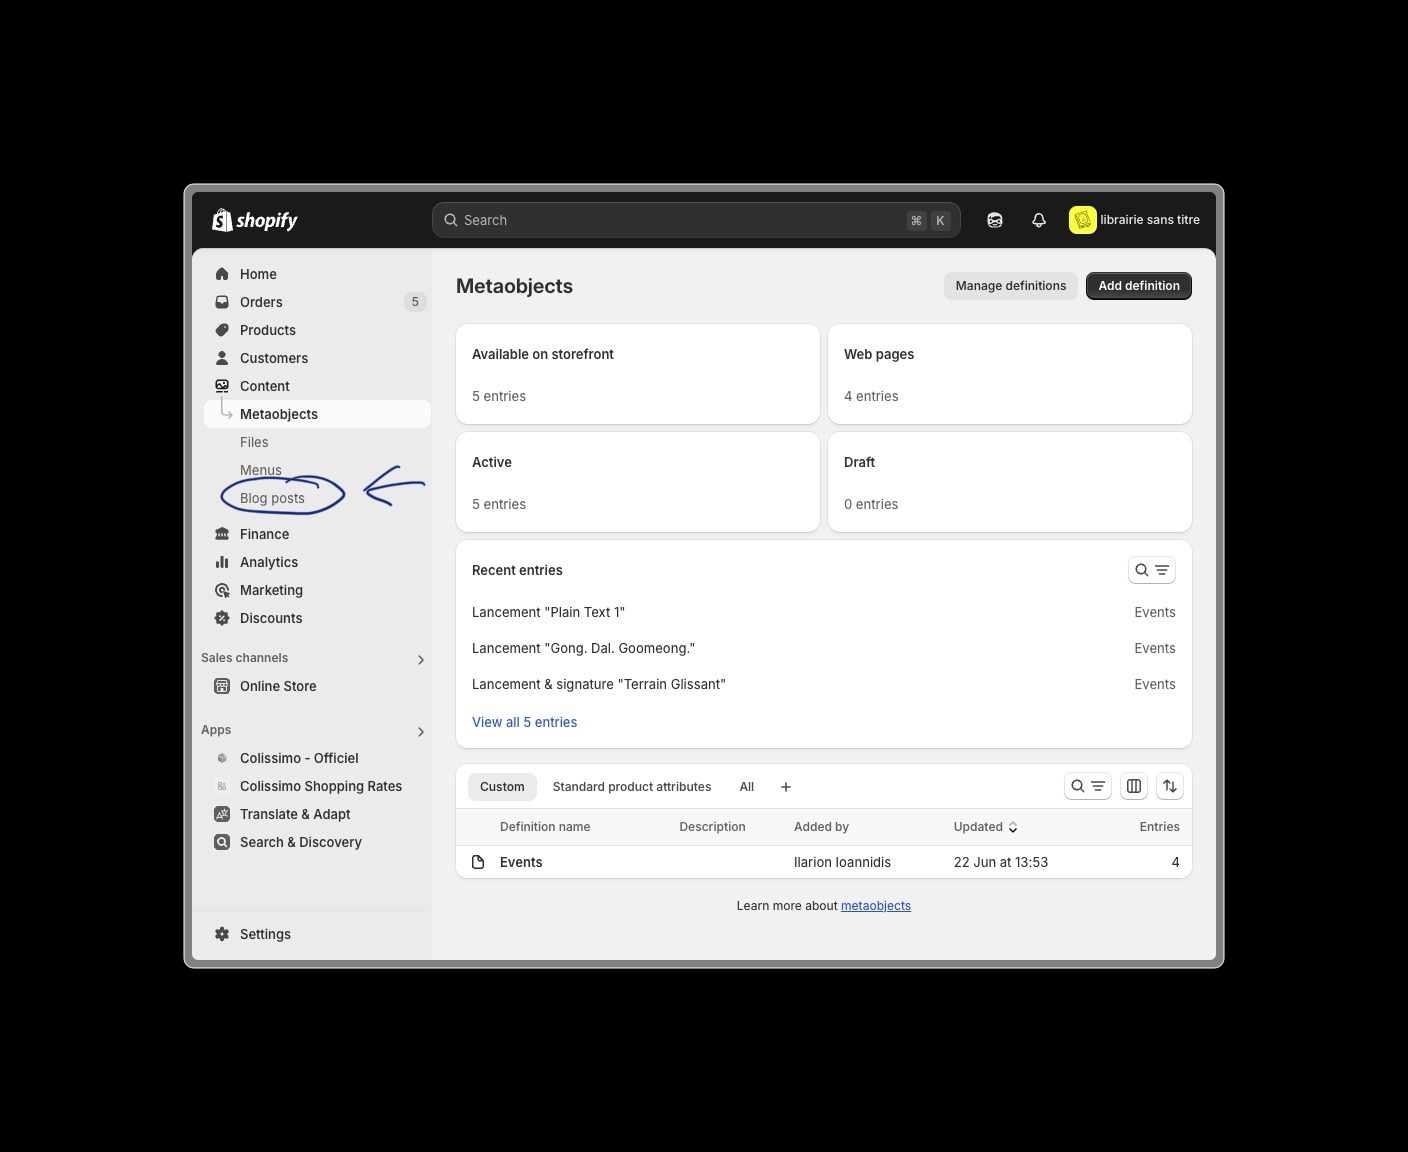 shopify
Search
⌘ K
librairie sans titre
Home
Orders 5
Products
Customers
Content
Metaobjects
Files
Menus
Blog posts
Finance
Analytics
Marketing
Discounts
Sales channels
Online Store
Apps
Colissimo - Officiel
Colissimo Shopping Rates
Translate & Adapt
Search & Discovery
Settings
Metaobjects
Manage definitions
Add definition
Available on storefront
5 entries
Web pages
4 entries
Active
5 entries
Draft
0 entries
Recent entries
Lancement "Plain Text 1" Events
Lancement "Gong. Dal. Goomeong." Events
Lancement & signature "Terrain Glissant" Events
View all 5 entries
Custom Standard product attributes All +
Definition name Description Added by Updated Entries
Events Ilarion Ioannidis 22 Jun at 13:53 4
Learn more about metaobjects